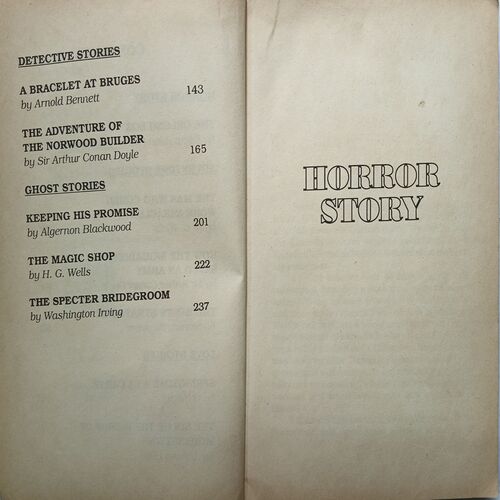 DETECTIVE STORIES
A BRACELET AT BRUGES 143
by Arnold Bennett
THE ADVENTURE OF
THE NORWOOD BUILDER 165
by Sir Arthur Conan Doyle
GHOST STORIES
KEEPING HIS PROMISE 201
by Algernon Blackwood
THE MAGIC SHOP 222
by H. G. Wells
THE SPECTER BRIDEGROOM 237
by Washington Irving
HORROR
STORY